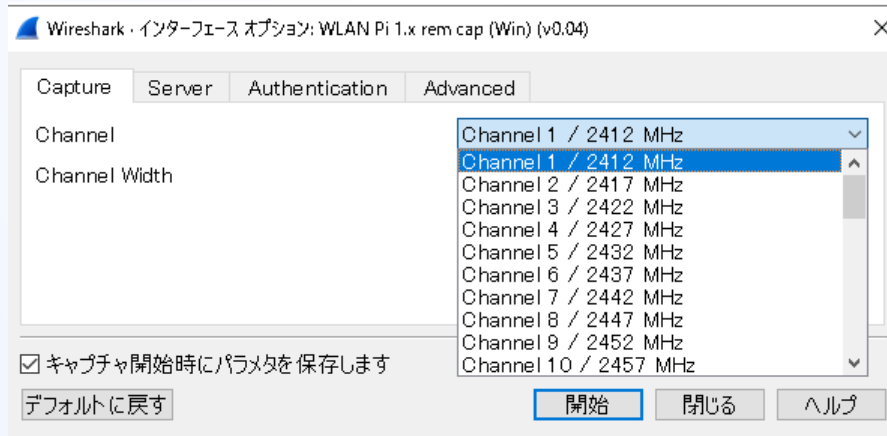 Wireshark · インターフェース オプション: WLAN Pi 1.x rem cap (Win) (v0.04)
Capture Server Authentication Advanced
Channel Channel 1 / 2412 MHz
Channel Width
Channel 1 / 2412 MHz
Channel 2 / 2417 MHz
Channel 3 / 2422 MHz
Channel 4 / 2427 MHz
Channel 5 / 2432 MHz
Channel 6 / 2437 MHz
Channel 7 / 2442 MHz
Channel 8 / 2447 MHz
Channel 9 / 2452 MHz
Channel 10 / 2457 MHz
キャプチャ開始時にパラメタを保存します
デフォルトに戻す 開始 閉じる ヘルプ